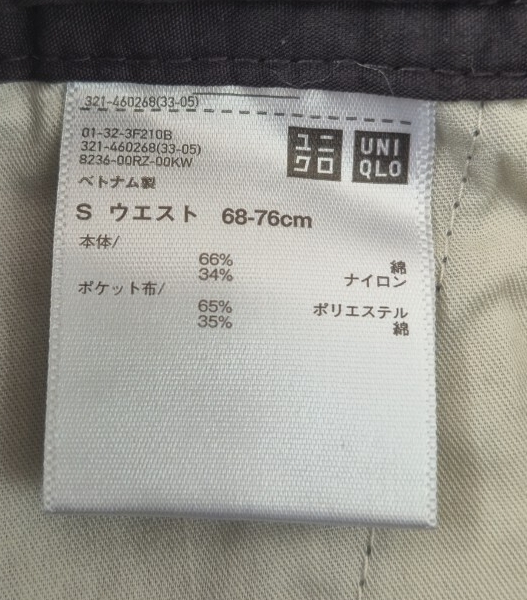 321-460268(33-05)
01-32-3F210B
321-460268(33-05)
8236-00RZ-00KW
ユニクロ
UNIQLO
ベトナム製
S ウエスト 68-76cm
本体/
66% 綿
34% ナイロン
ポケット布/
65% ポリエステル
35% 綿